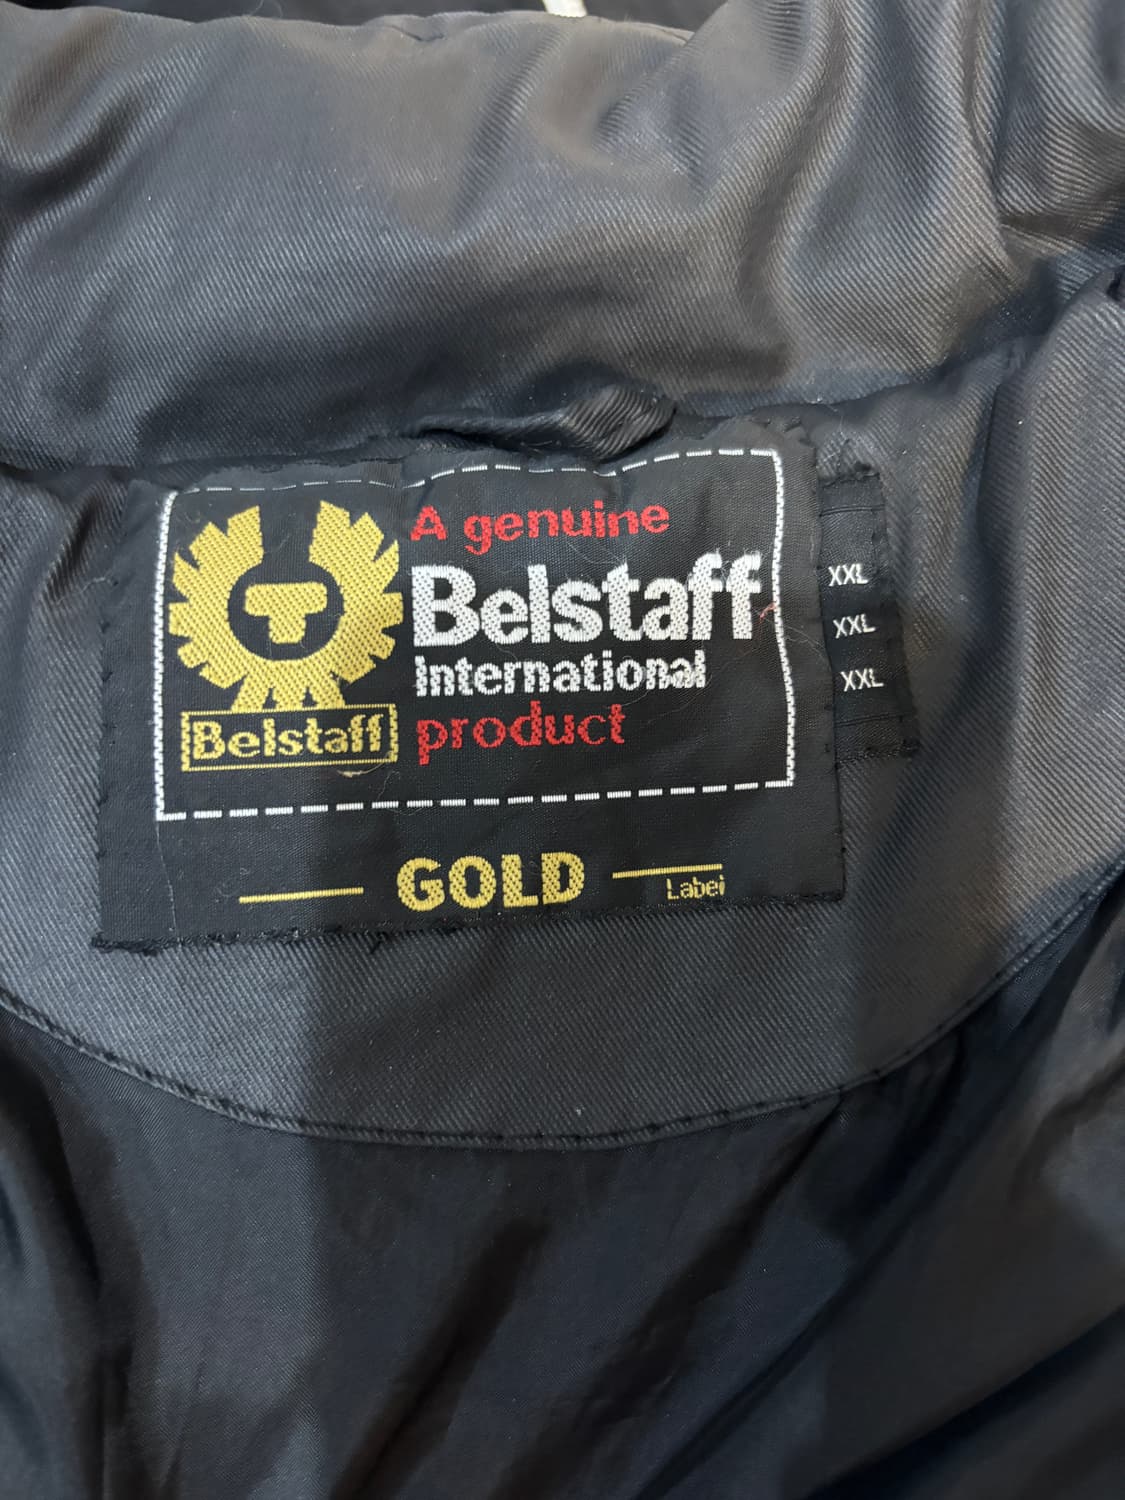 A genuine
Belstaff
International
product
Belstaff
GOLD
Label
XXL
XXL
XXL